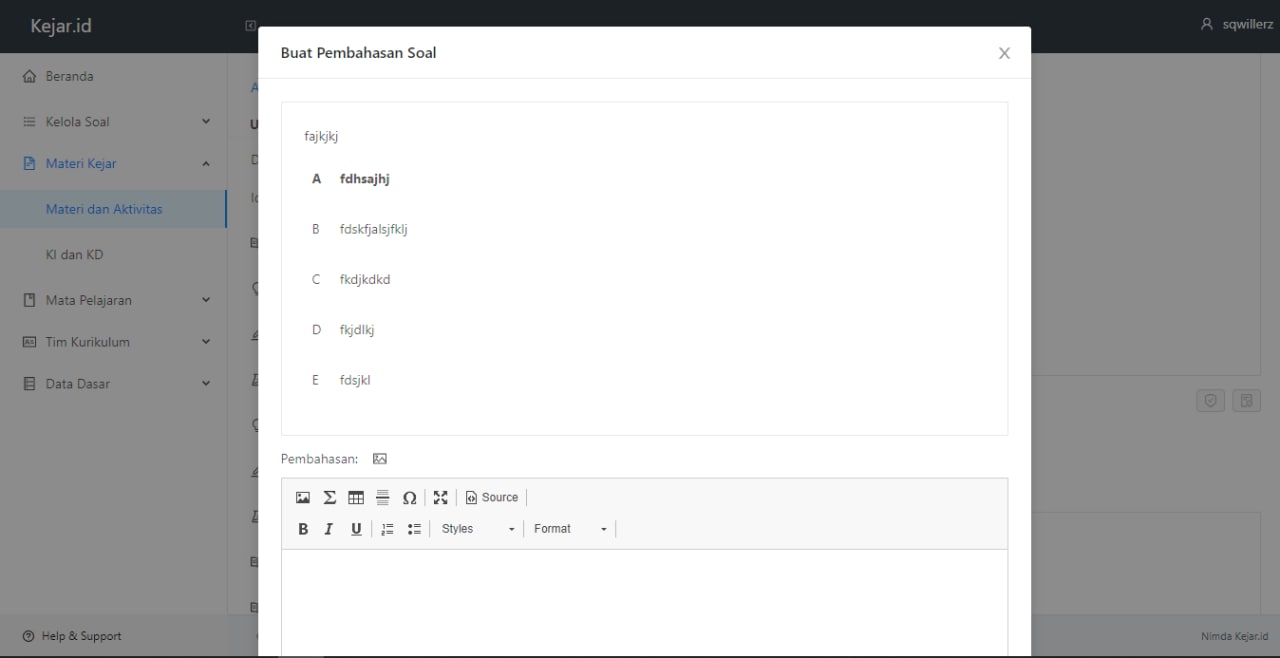 Kejar.id
sqwillerz
Buat Pembahasan Soal
Beranda
Kelola Soal
Materi Kejar
Materi dan Aktivitas
KI dan KD
Mata Pelajaran
Tim Kurikulum
Data Dasar
Help & Support
fajkjkj
A fdhsajhj
B fdskfjalsjfklj
C fkdjkdkd
D fkjdlkj
E fdsjkl
Pembahasan:
Source
B I U Styles Format
Nimda Kejar.id